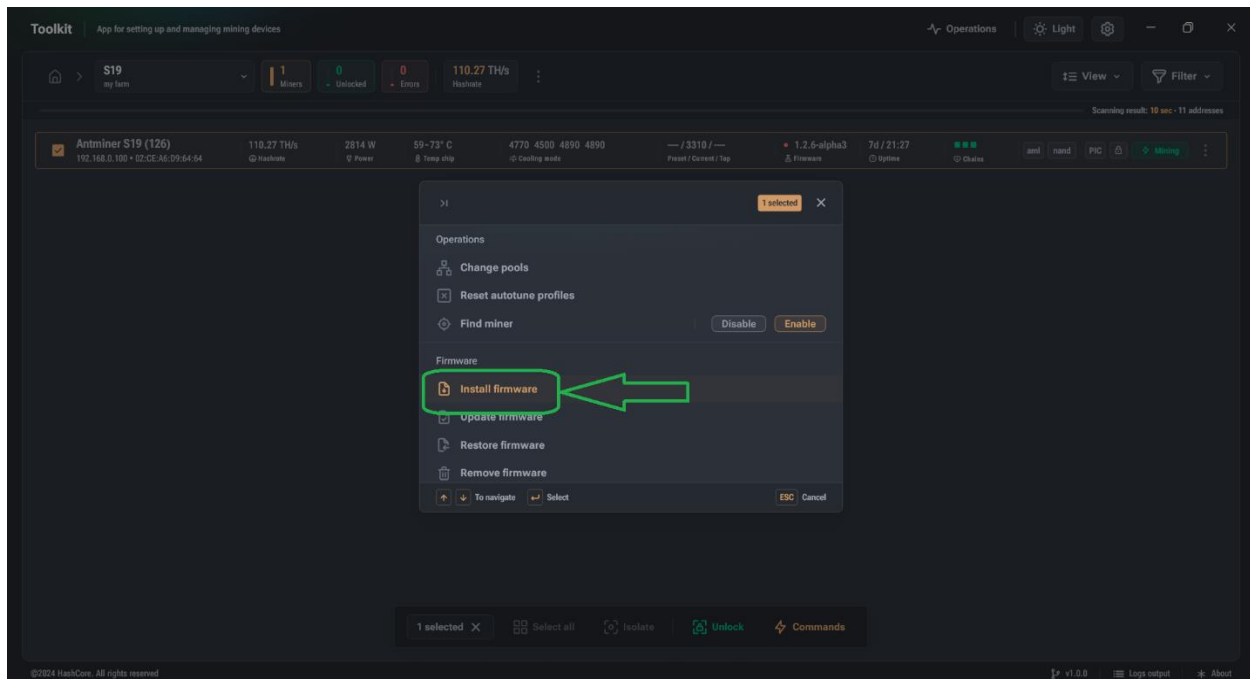 Toolkit App for setting up and managing mining devices Operations Light
S19 1 0 0 110.27 TH/s View Filter
my farm Miners Unlocked Errors Hashrate
Scanning result: 10 sec - 11 addresses
Antminer S19 (126) 110.27 TH/s 2814 W 59~73° C 4770 4500 4890 4890 — / 3310 / — 1.2.6-alpha3 7d / 21:27 aml nand PIC Mining
192.168.0.100 • 02:CE:A6:D9:64:64 Hashrate Power Temp chip Cooling mode Preset / Current / Top Firmware Uptime Chains
1 selected
Operations
Change pools
Reset autotune profiles
Find miner Disable Enable
Firmware
Install firmware
Update firmware
Restore firmware
Remove firmware
To navigate Select ESC Cancel
1 selected Select all Isolate Unlock Commands
©2024 HashCore. All rights reserved v1.0.0 Logs output About